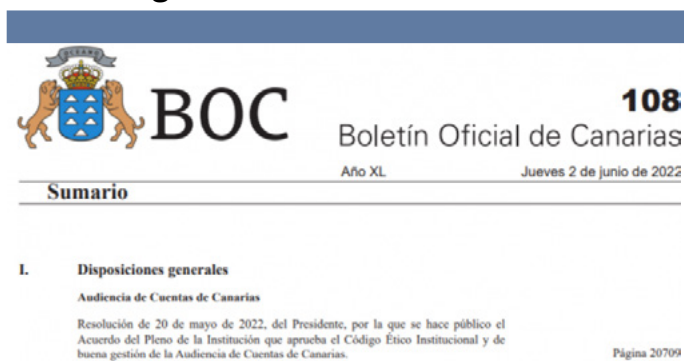 OCEANO
BOC
108
Boletín Oficial de Canarias
Año XL
Jueves 2 de junio de 2022
Sumario
I. Disposiciones generales
Audiencia de Cuentas de Canarias
Resolución de 20 de mayo de 2022, del Presidente, por la que se hace público el
Acuerdo del Pleno de la Institución que aprueba el Código Ético Institucional y de
buena gestión de la Audiencia de Cuentas de Canarias.
Página 20709